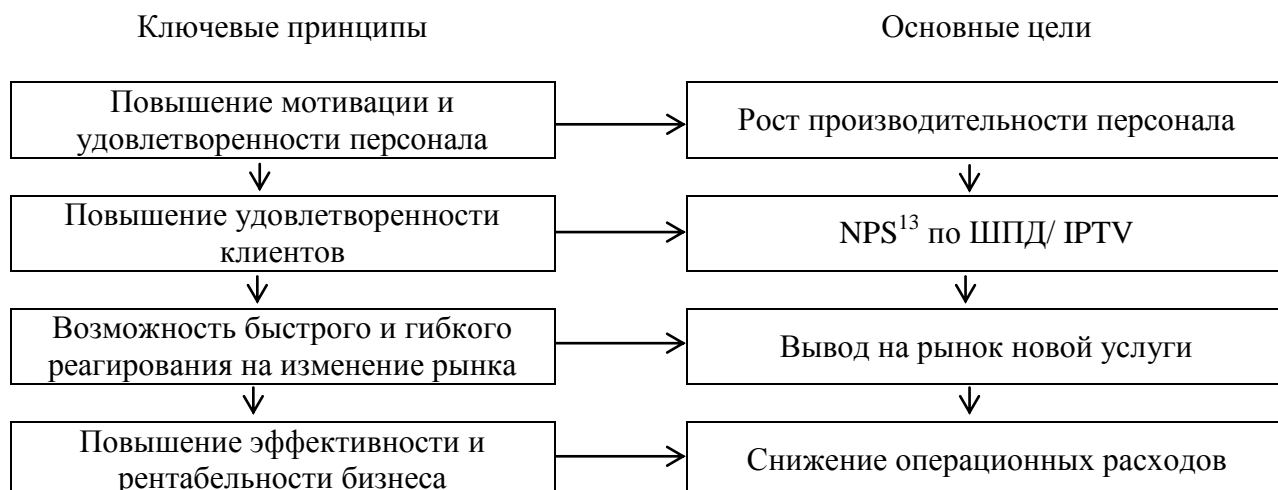 Ключевые принципы
Основные цели
Повышение мотивации и
удовлетворенности персонала
Рост производительности персонала
Повышение удовлетворенности
клиентов
NPS13 по ШПД/ IPTV
Возможность быстрого и гибкого
реагирования на изменение рынка
Вывод на рынок новой услуги
Повышение эффективности и
рентабельности бизнеса
Снижение операционных расходов